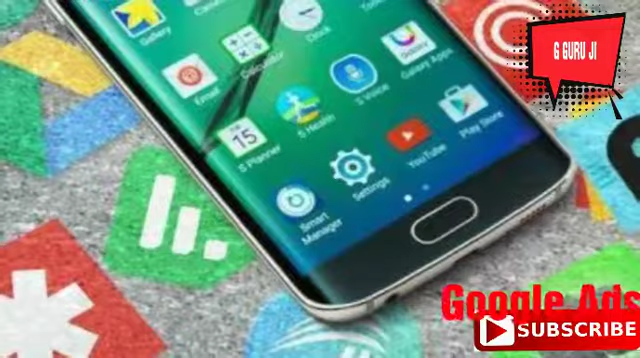 Gallery
Camera
Clock
Email
Calculator
Galaxy Apps
S Voice
S Health
15
S Planner
Play Store
YouTube
Settings
Smart
Manager
G GURU JI
Google Ads
SUBSCRIBE